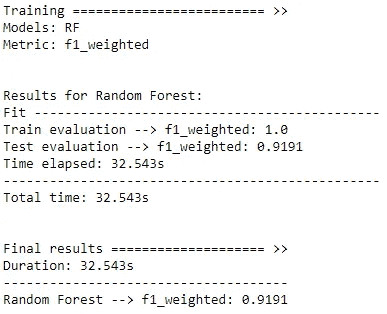 Training ========================= >>
Models: RF
Metric: f1_weighted
Results for Random Forest:
Fit ---------------------------------------------
Train evaluation --> f1_weighted: 1.0
Test evaluation --> f1_weighted: 0.9191
Time elapsed: 32.543s
-------------------------------------------------
Total time: 32.543s
Final results ==================== >>
Duration: 32.543s
-------------------------------------
Random Forest --> f1_weighted: 0.9191